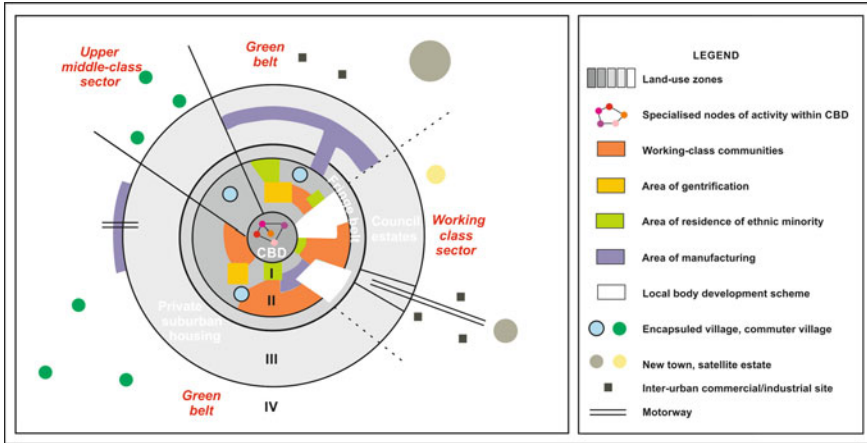 Upper
middle-class
sector
Green
belt
Fringe belt
Council
estates
Working
class
sector
CBD
I
II
Private
suburban
housing
III
Green
belt
IV
LEGEND
Land-use zones
Specialised nodes of activity within CBD
Working-class communities
Area of gentrification
Area of residence of ethnic minority
Area of manufacturing
Local body development scheme
Encapsuled village, commuter village
New town, satellite estate
Inter-urban commercial/industrial site
Motorway